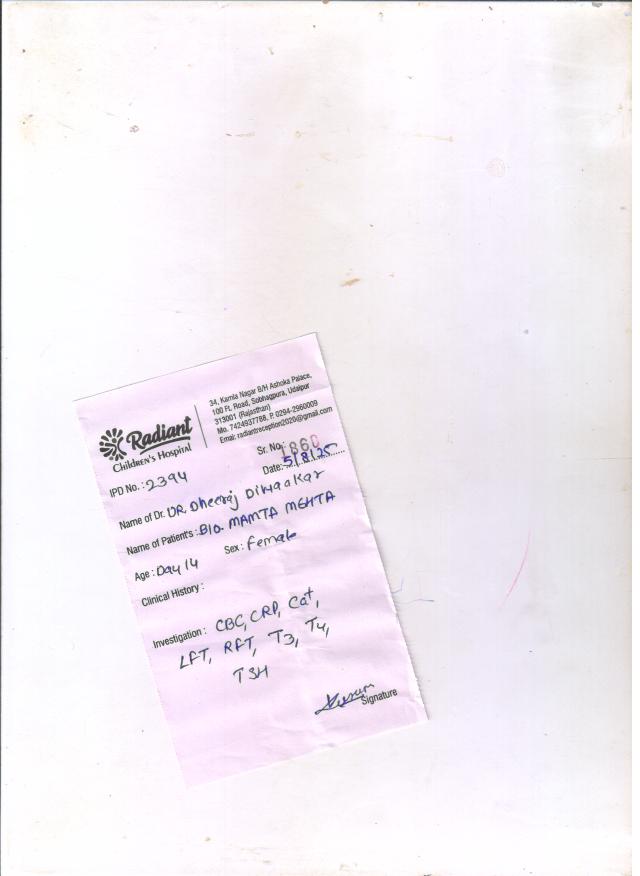 Radiant
Children's Hospital
34, Kamla Nagar B/H Ashoka Palace,
100 Ft. Road, Sobhagpura, Udaipur
313001 (Rajasthan)
Mo. 7424937788, P. 0294-2960009
Email: radiantreception2020@gmail.com
Sr. No: 1860
IPD No.: 2394
Date: 5/8/25
Name of Dr. DR. Dheeraj Diwaakar
Name of Patient's: B/O. MAMTA MEHTA
Age: Day 14 Sex: Female
Clinical History:
Investigation: CBC, CRP, Ca+,
LFT, RFT, T3, T4,
TSH
Signature